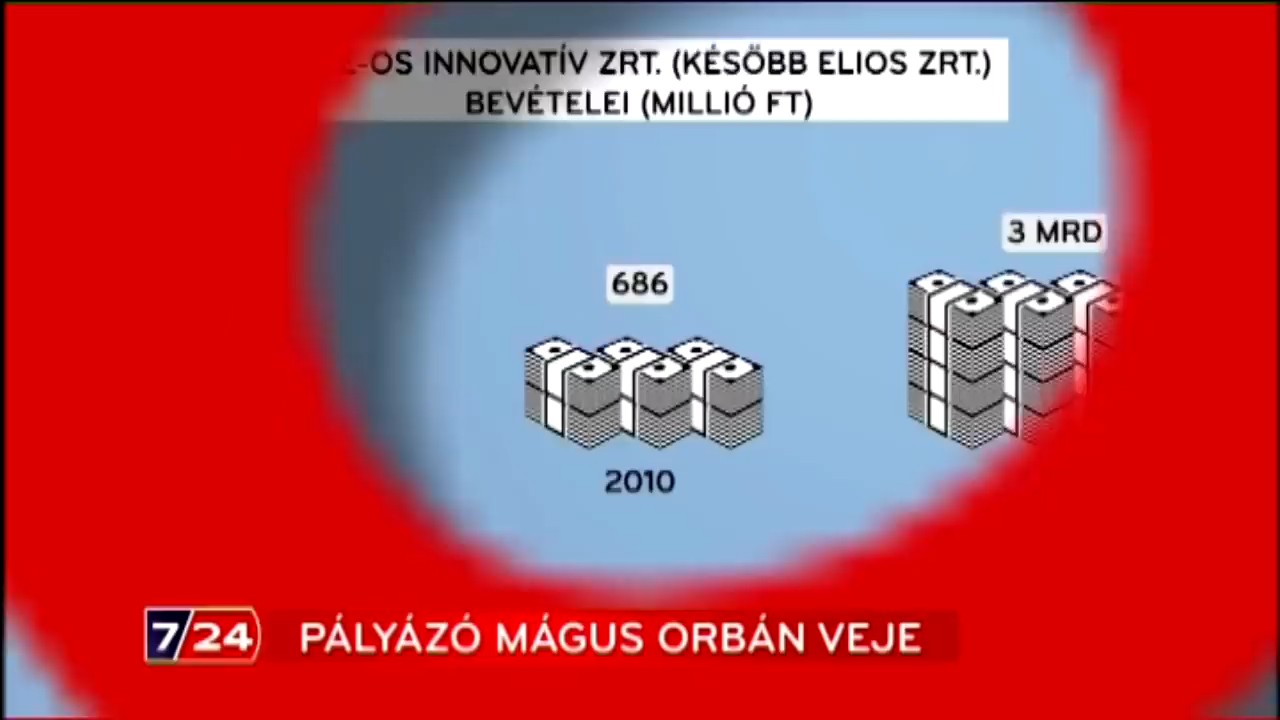 -OS INNOVATÍV ZRT. (KÉSŐBB ELIOS ZRT.)
BEVÉTELEI (MILLIÓ FT)
3 MRD
686
2010
7/24 PÁLYÁZÓ MÁGUS ORBÁN VEJE